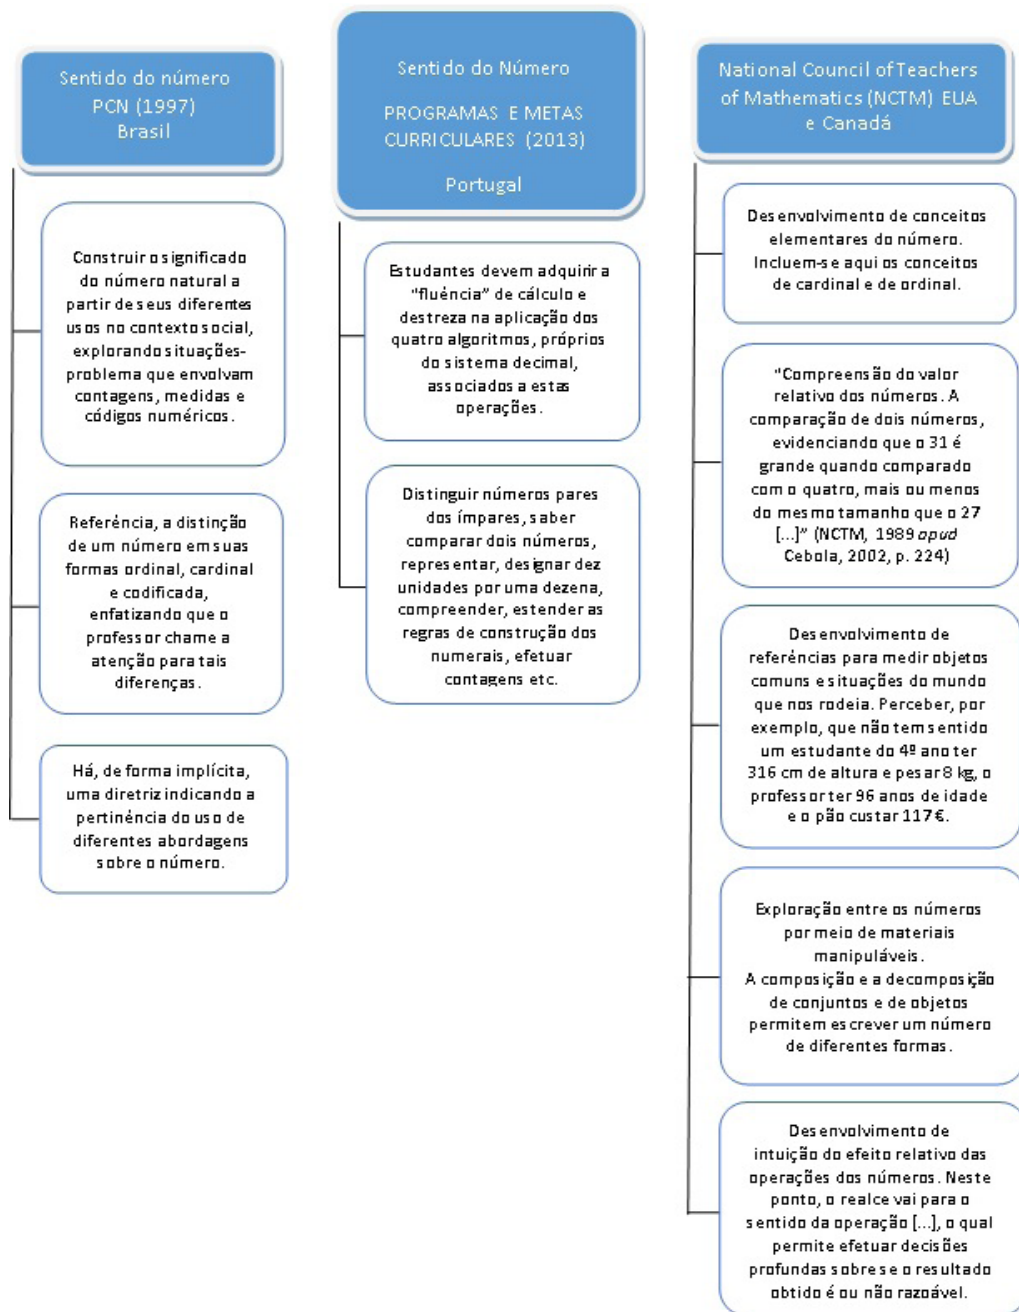 Sentido do número
PCN (1997)
Brasil
Construir o significado
do número natural a
partir de seus diferentes
usos no contexto social,
explorando situações-
problema que envolvam
contagens, medidas e
códigos numéricos.
Referência, a distinção
de um número em suas
formas ordinal, cardinal
e codificada,
enfatizando que o
professor chame a
atenção para tais
diferenças.
Há, de forma implícita,
uma diretriz indicando a
pertinência do uso de
diferentes abordagens
sobre o número.
Sentido do Número
PROGRAMAS E METAS
CURRICULARES (2013)
Portugal
Estudantes devem adquirir a
"fluência" de cálculo e
destreza na aplicação dos
quatro algoritmos, próprios
do sistema decimal,
associados a estas
operações.
Distinguir números pares
dos ímpares, saber
comparar dois números,
representar, designar dez
unidades por uma dezena,
compreender, estender as
regras de construção dos
numerais, efetuar
contagens etc.
National Council of Teachers
of Mathematics (NCTM) EUA
e Canadá
Desenvolvimento de conceitos
elementares do número.
Incluem-se aqui os conceitos
de cardinal e de ordinal.
"Compreensão do valor
relativo dos números. A
comparação de dois números,
evidenciando que o 31 é
grande quando comparado
com o quatro, mais ou menos
do mesmo tamanho que o 27
[...]" (NCTM, 1989 apud
Cebola, 2002, p. 224)
Desenvolvimento de
referências para medir objetos
comuns e situações do mundo
que nos rodeia. Perceber, por
exemplo, que não tem sentido
um estudante do 4º ano ter
316 cm de altura e pesar 8 kg, o
professor ter 96 anos de idade
e o pão custar 117€.
Exploração entre os números
por meio de materiais
manipuláveis.
A composição e a decomposição
de conjuntos e de objetos
permitem escrever um número
de diferentes formas.
Desenvolvimento de
intuição do efeito relativo das
operações dos números. Neste
ponto, o realce vai para o
sentido da operação [...], o qual
permite efetuar decisões
profundas sobre se o resultado
obtido é ou não razoável.